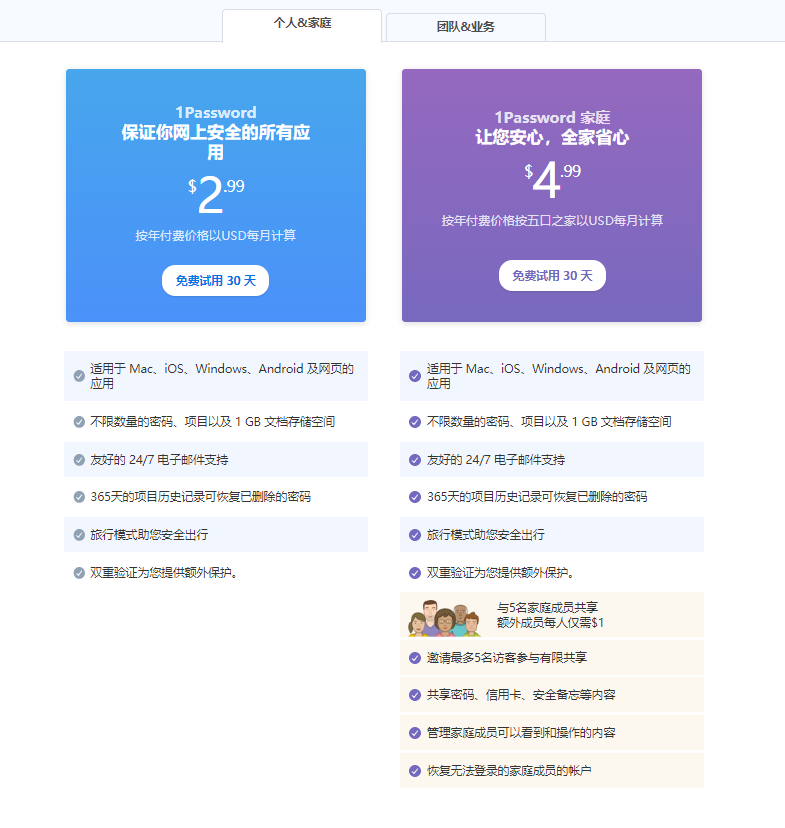 个人&家庭
团队&业务
1Password
保证你网上安全的所有应
用
$2.99
按年付费价格以USD每月计算
免费试用 30 天
适用于 Mac、iOS、Windows、Android 及网页的
应用
不限数量的密码、项目以及 1 GB 文档存储空间
友好的 24/7 电子邮件支持
365天的项目历史记录可恢复已删除的密码
旅行模式助您安全出行
双重验证为您提供额外保护。
1Password 家庭
让您安心，全家省心
$4.99
按年付费价格按五口之家以USD每月计算
免费试用 30 天
适用于 Mac、iOS、Windows、Android 及网页的
应用
不限数量的密码、项目以及 1 GB 文档存储空间
友好的 24/7 电子邮件支持
365天的项目历史记录可恢复已删除的密码
旅行模式助您安全出行
双重验证为您提供额外保护。
与5名家庭成员共享
额外成员每人仅需$1
邀请最多5名访客参与有限共享
共享密码、信用卡、安全备忘等内容
管理家庭成员可以看到和操作的内容
恢复无法登录的家庭成员的帐户